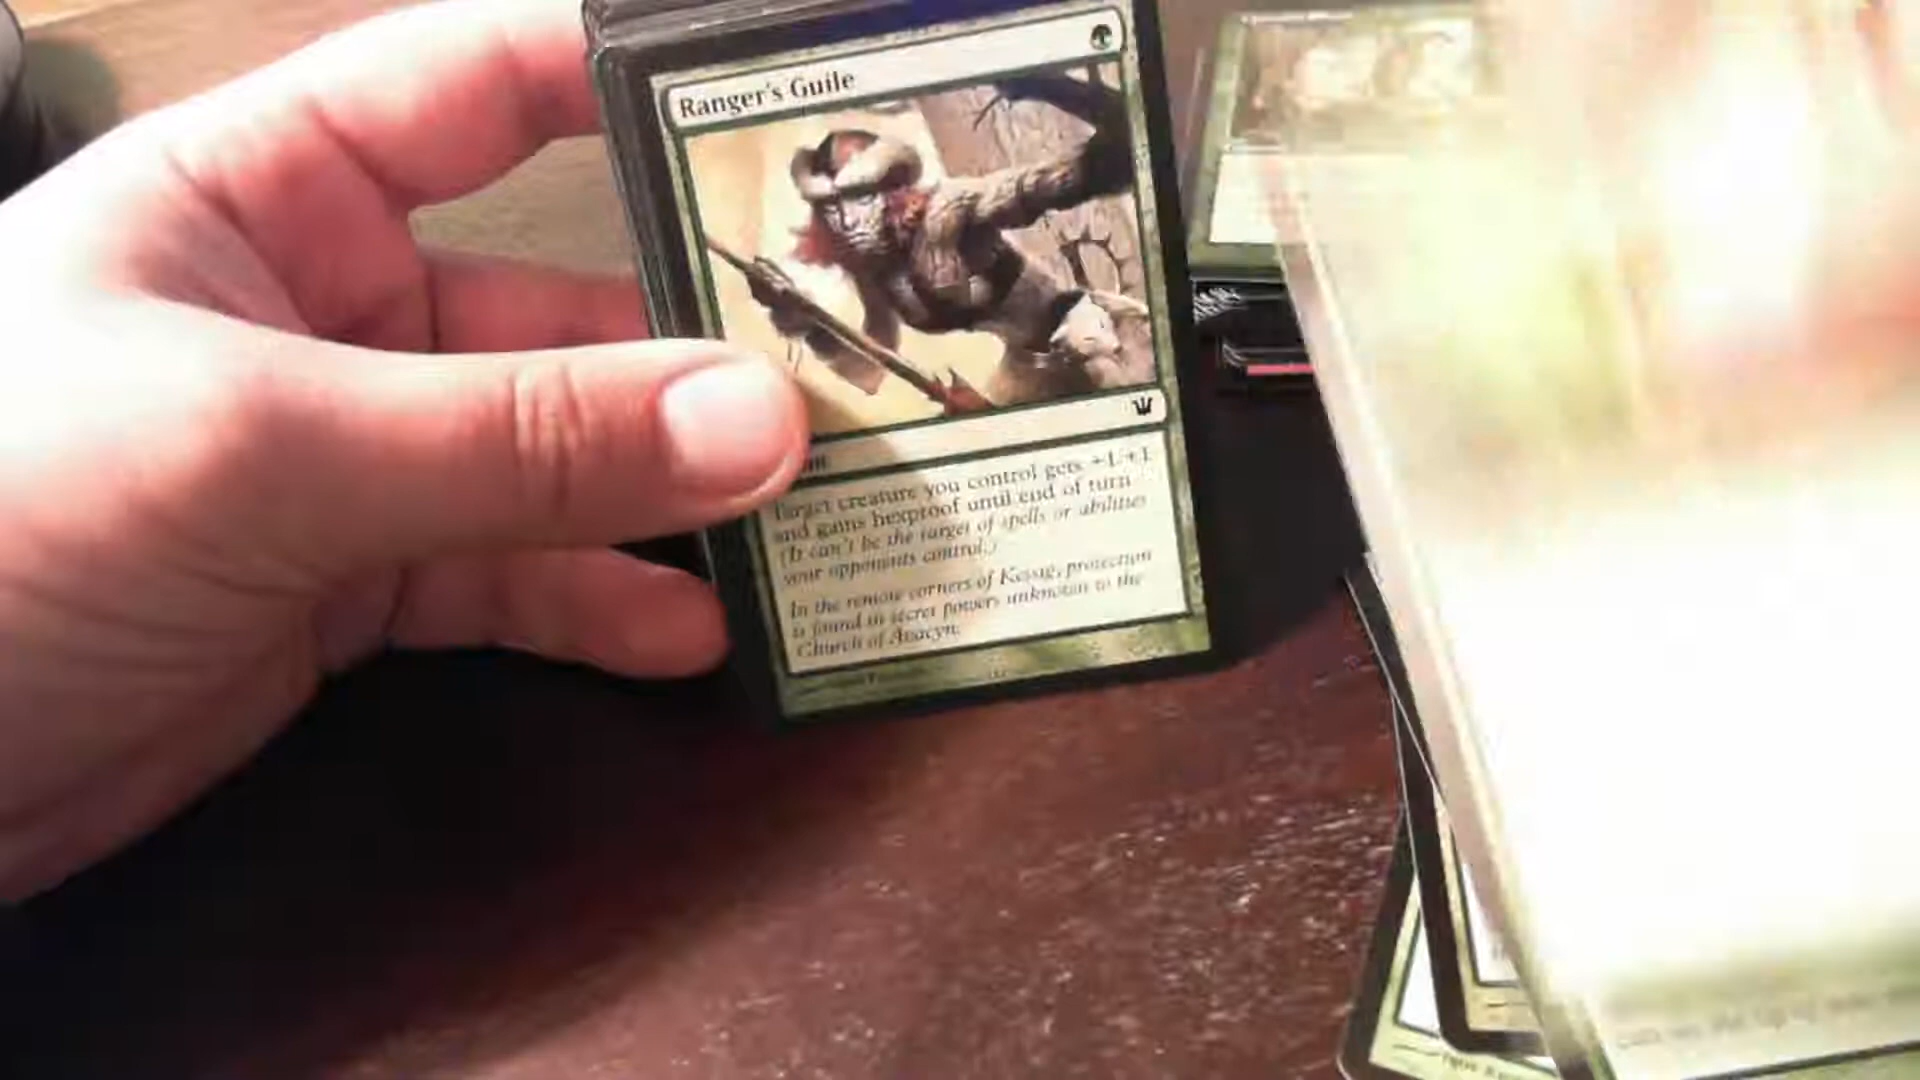 Ranger's Guile
Target creature you control gets +1/+1
and gains hexproof until end of turn
(It can't be the target of spells or abilities
your opponents control.)
In the remote corners of Kessig, protection
is found in secret powers unknown to the
Church of Avacyn.